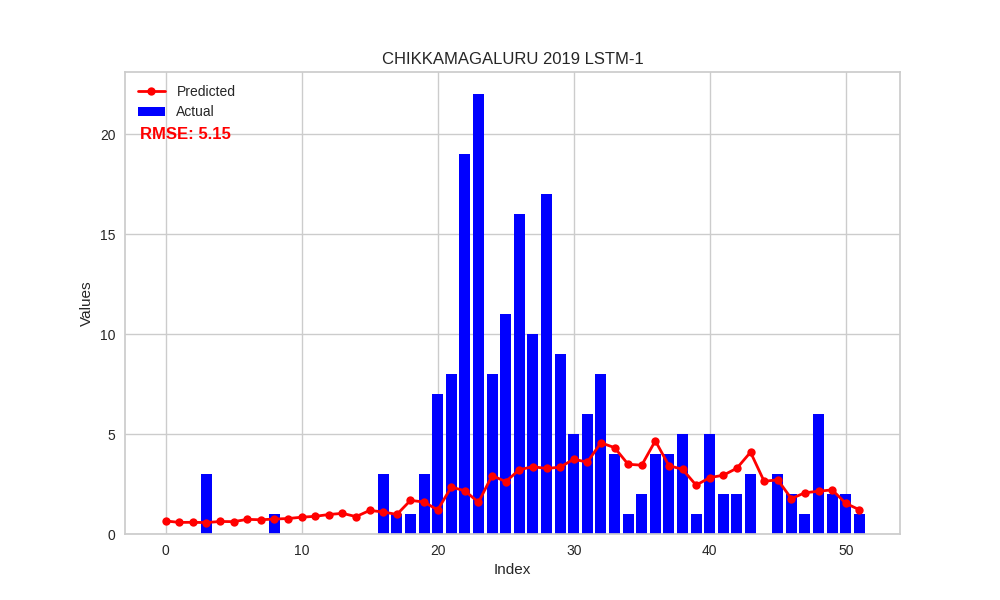 CHIKKAMAGALURU 2019 LSTM-1
Predicted
Actual
RMSE: 5.15
20
15
10
5
0
Values
0 10 20 30 40 50
Index